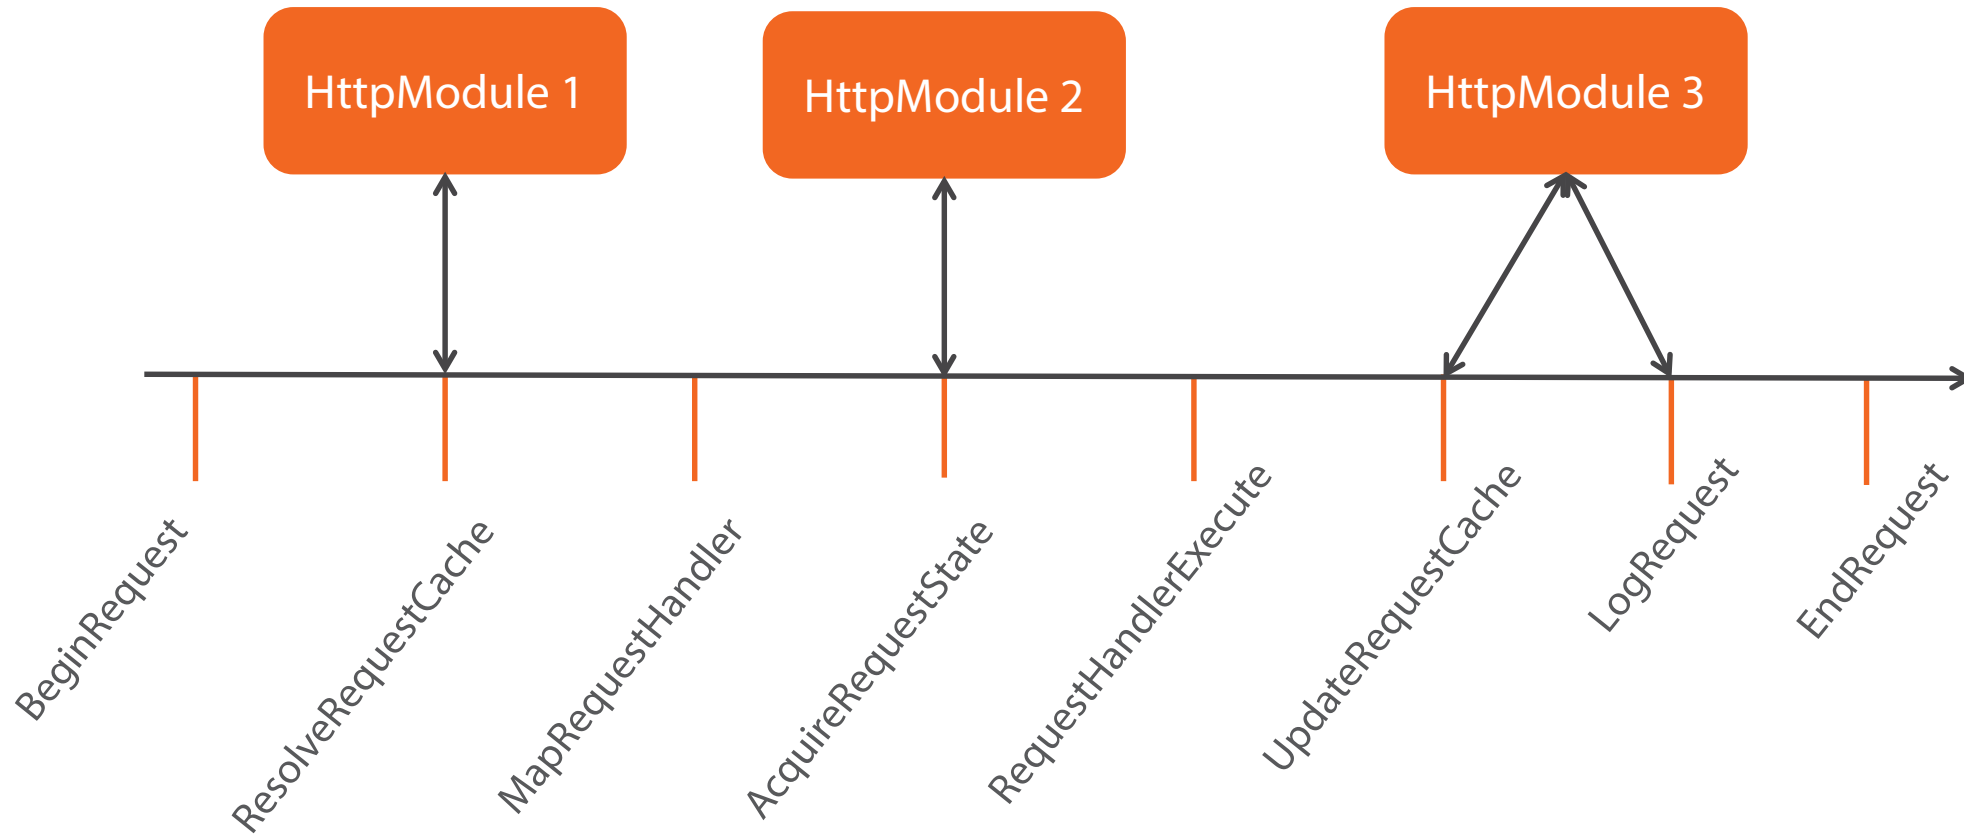 HttpModule 1
HttpModule 2
HttpModule 3
BeginRequest
ResolveRequestCache
MapRequestHandler
AcquireRequestState
RequestHandlerExecute
UpdateRequestCache
LogRequest
EndRequest